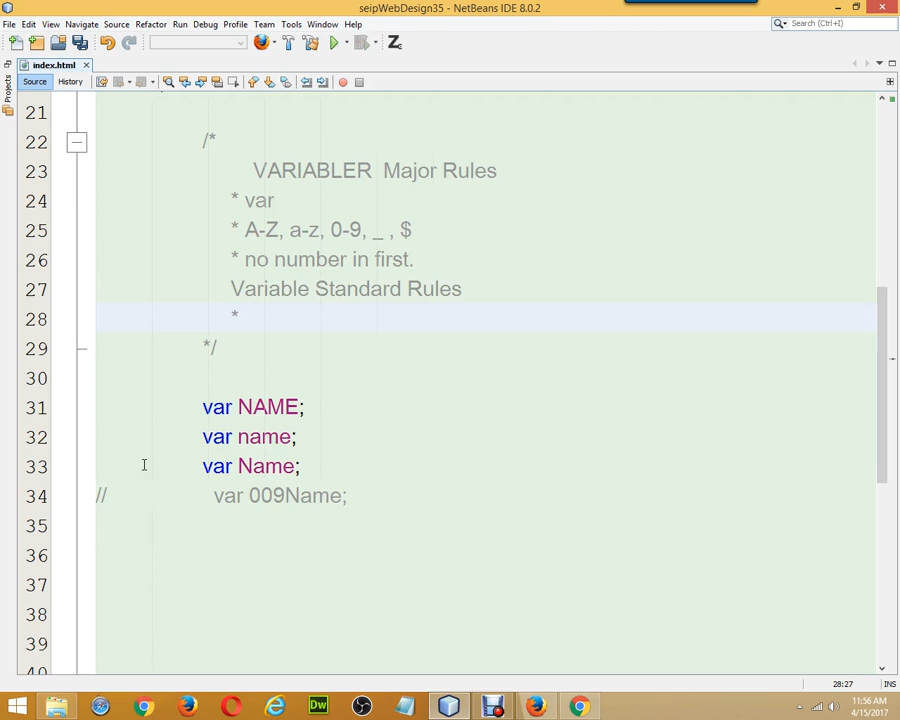 seipWebDesign35 - NetBeans IDE 8.0.2
File Edit View Navigate Source Refactor Run Debug Profile Team Tools Window Help
Search (Ctrl+I)
index.html
Projects
Source History
21
22 /*
23 VARIABLER Major Rules
24 * var
25 * A-Z, a-z, 0-9, _ , $
26 * no number in first.
27 Variable Standard Rules
28 *
29 */
30
31 var NAME;
32 var name;
33 var Name;
34 // var 009Name;
35
36
37
38
39
40
28:27 INS
11:56 AM
4/15/2017